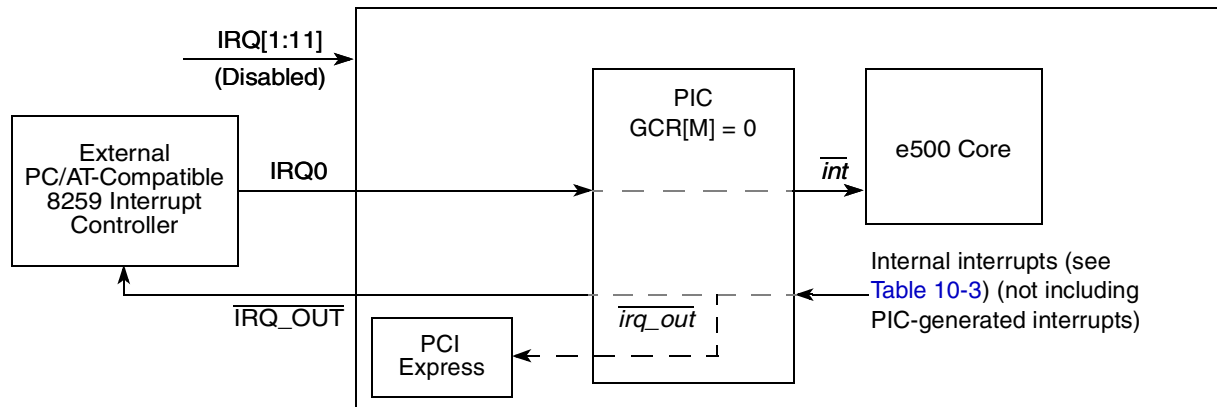 IRQ[1:11]
(Disabled)
External
PC/AT-Compatible
8259 Interrupt
Controller
IRQ0
PIC
GCR[M] = 0
int
e500 Core
Internal interrupts (see
Table 10-3) (not including
PIC-generated interrupts)
IRQ_OUT
irq_out
PCI
Express